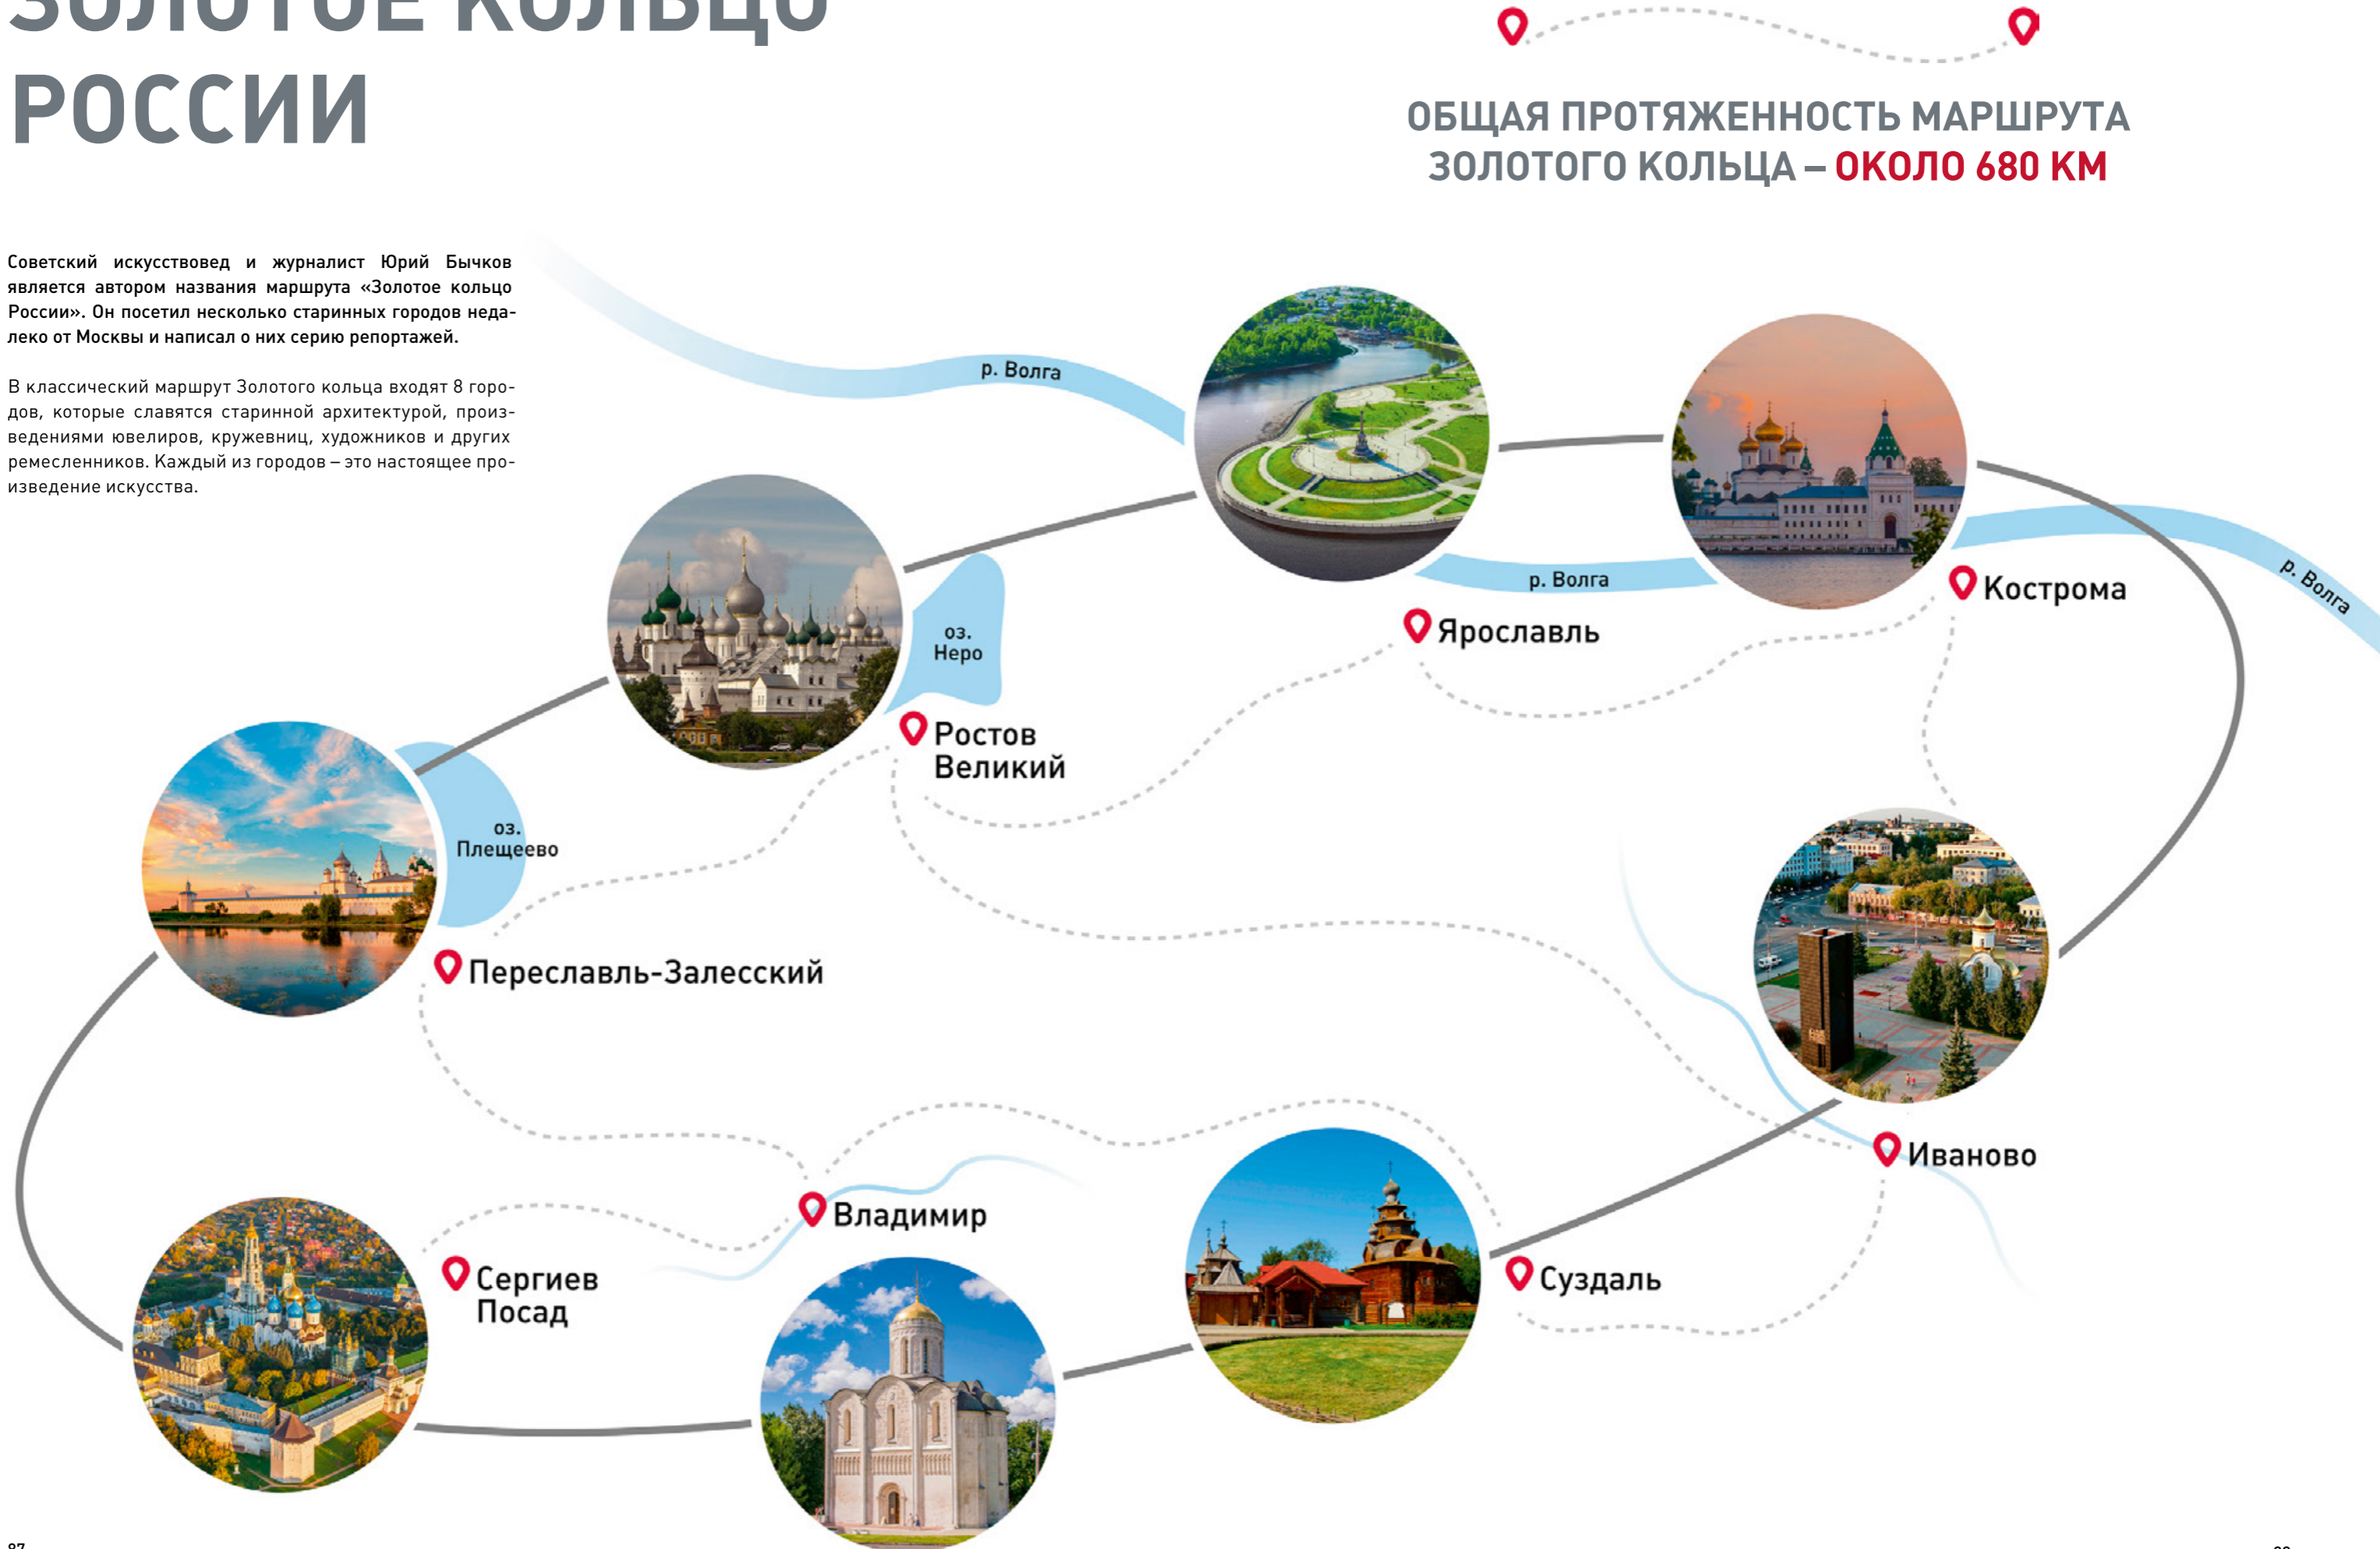 ЗОЛОТОЕ КОЛЬЦО
РОССИИ
ОБЩАЯ ПРОТЯЖЕННОСТЬ МАРШРУТА
ЗОЛОТОГО КОЛЬЦА – ОКОЛО 680 КМ
Советский искусствовед и журналист Юрий Бычков
является автором названия маршрута «Золотое кольцо
России». Он посетил несколько старинных городов неда-
леко от Москвы и написал о них серию репортажей.
В классический маршрут Золотого кольца входят 8 горо-
дов, которые славятся старинной архитектурой, произ-
ведениями ювелиров, кружевниц, художников и других
ремесленников. Каждый из городов – это настоящее про-
изведение искусства.
р. Волга
р. Волга
р. Волга
Кострома
Ярославль
оз.
Неро
Ростов
Великий
оз.
Плещеево
Переславль-Залесский
Иваново
Владимир
Сергиев
Посад
Суздаль
87